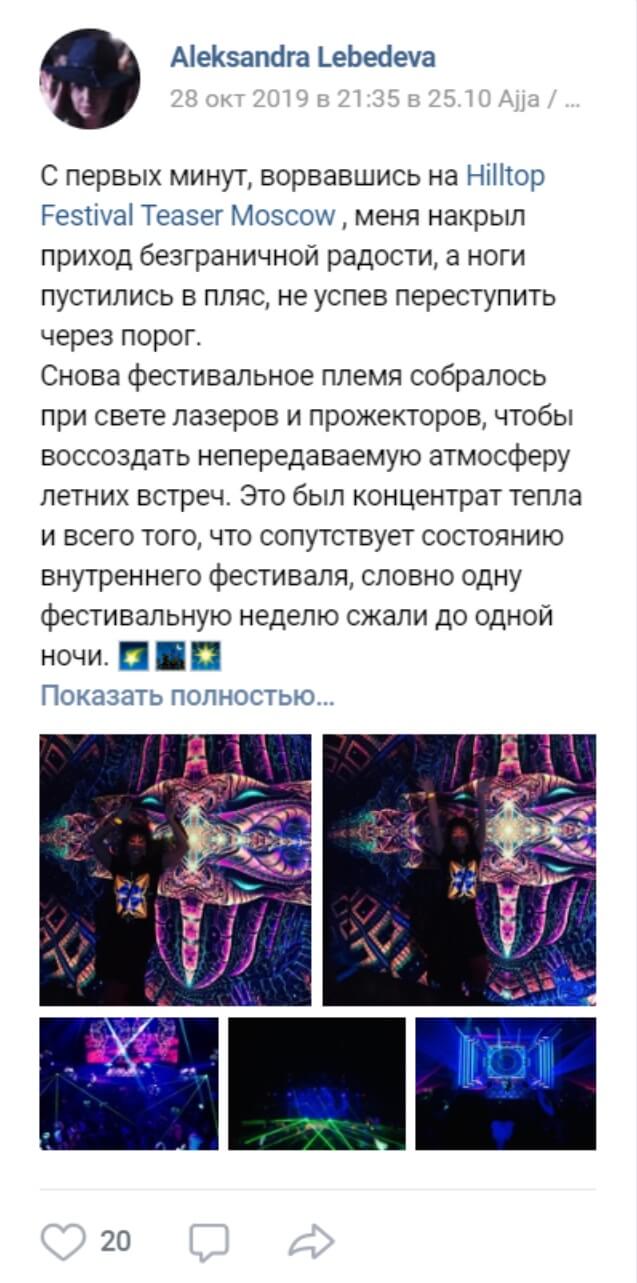 Aleksandra Lebedeva
28 окт 2019 в 21:35 в 25.10 Ajja / ...
С первых минут, ворвавшись на Hilltop
Festival Teaser Moscow , меня накрыл
приход безграничной радости, а ноги
пустились в пляс, не успев переступить
через порог.
Снова фестивальное племя собралось
при свете лазеров и прожекторов, чтобы
воссоздать непередаваемую атмосферу
летних встреч. Это был концентрат тепла
и всего того, что сопутствует состоянию
внутреннего фестиваля, словно одну
фестивальную неделю сжали до одной
ночи. 🌠🌃🎇
Показать полностью...
20